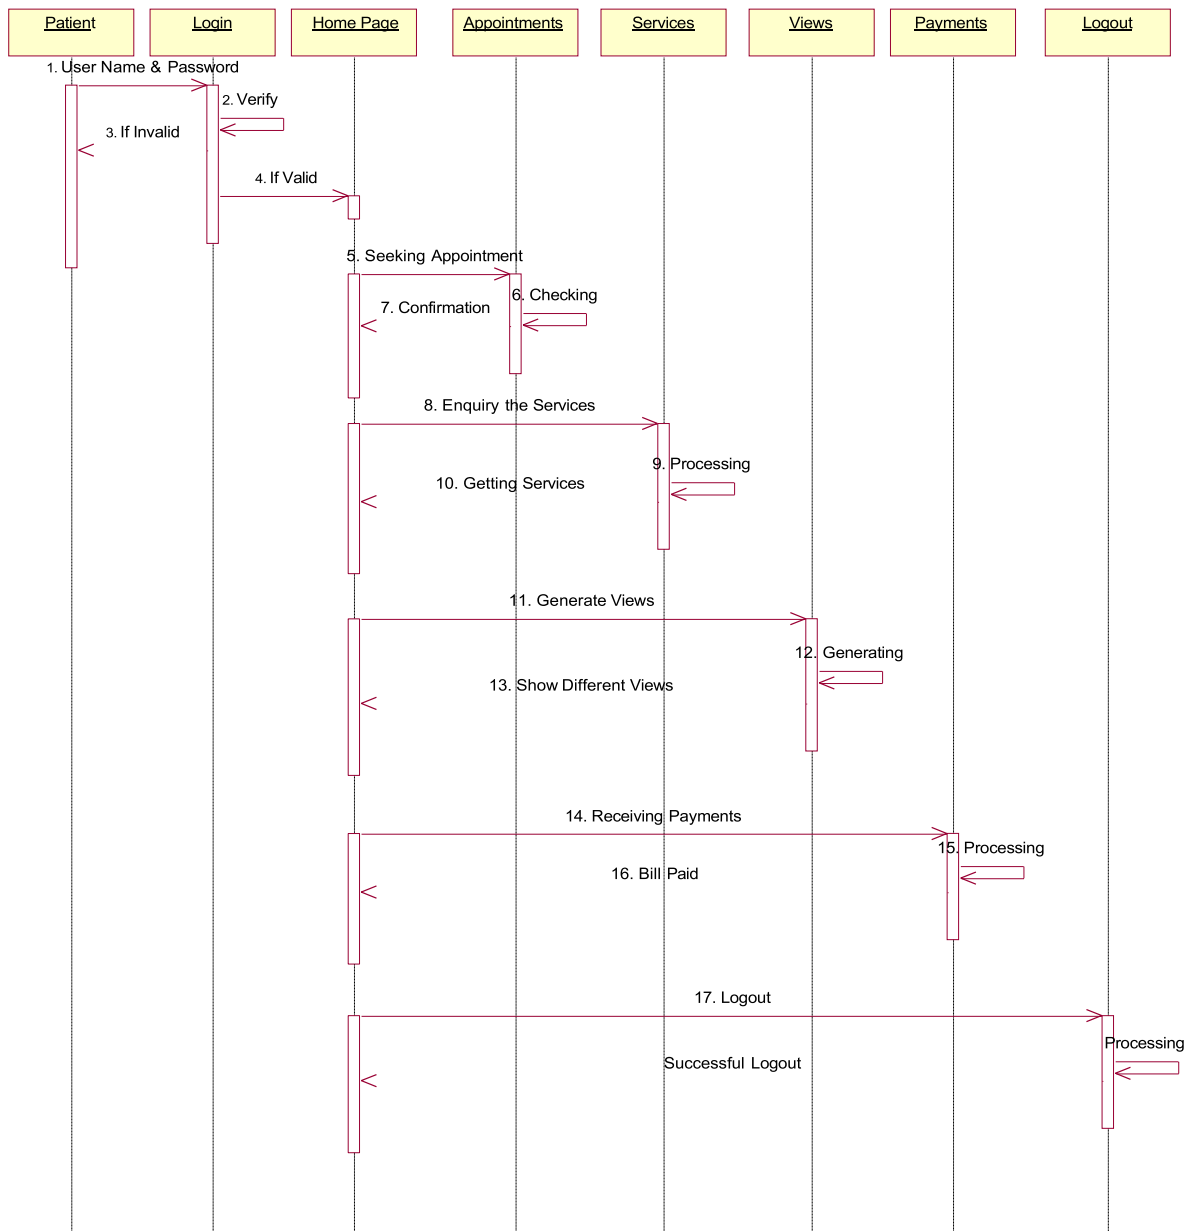 Patient
Login
Home Page
Appointments
Services
Views
Payments
Logout
1. User Name & Password
2. Verify
3. If Invalid
4. If Valid
5. Seeking Appointment
6. Checking
7. Confirmation
8. Enquiry the Services
9. Processing
10. Getting Services
11. Generate Views
12. Generating
13. Show Different Views
14. Receiving Payments
15. Processing
16. Bill Paid
17. Logout
Processing
Successful Logout